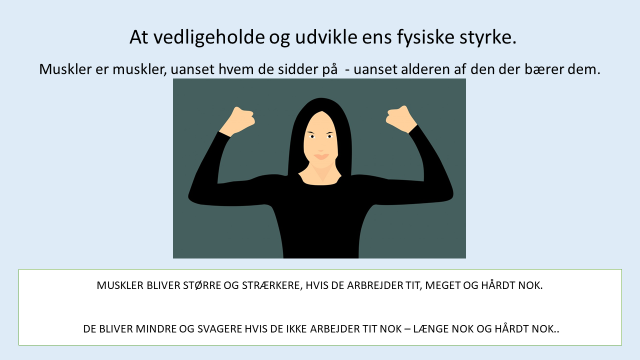 At vedligeholde og udvikle ens fysiske styrke.
Muskler er muskler, uanset hvem de sidder på  - uanset alderen af den der bærer dem.
MUSKLER BLIVER STØRRE OG STRÆRKERE, HVIS DE ARBREJDER TIT, MEGET OG HÅRDT NOK.
DE BLIVER MINDRE OG SVAGERE HVIS DE IKKE ARBEJDER TIT NOK – LÆNGE NOK OG HÅRDT NOK..